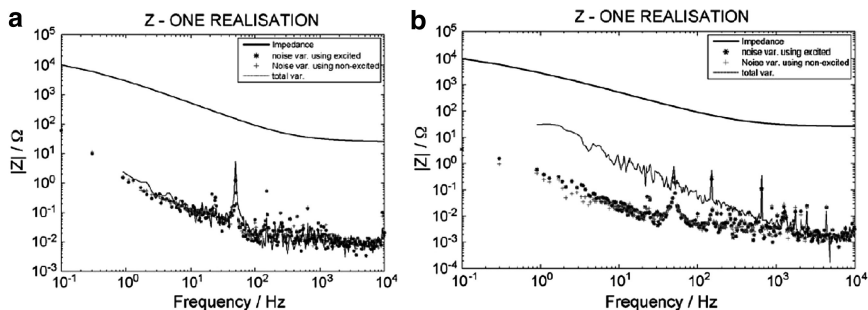 a
Z - ONE REALISATION
10^5
10^4
10^3
10^2
10^1
10^0
10^-1
10^-2
10^-3
|Z| / Ω
Impedance
noise var. using excited
Noise var. using non-excited
total var.
10^-1
10^0
10^1
10^2
10^3
10^4
Frequency / Hz
b
Z - ONE REALISATION
10^5
10^4
10^3
10^2
10^1
10^0
10^-1
10^-2
10^-3
10^-4
|Z| / Ω
Impedance
noise var. using excited
Noise var. using non-excited
total var.
10^-1
10^0
10^1
10^2
10^3
10^4
Frequency / Hz